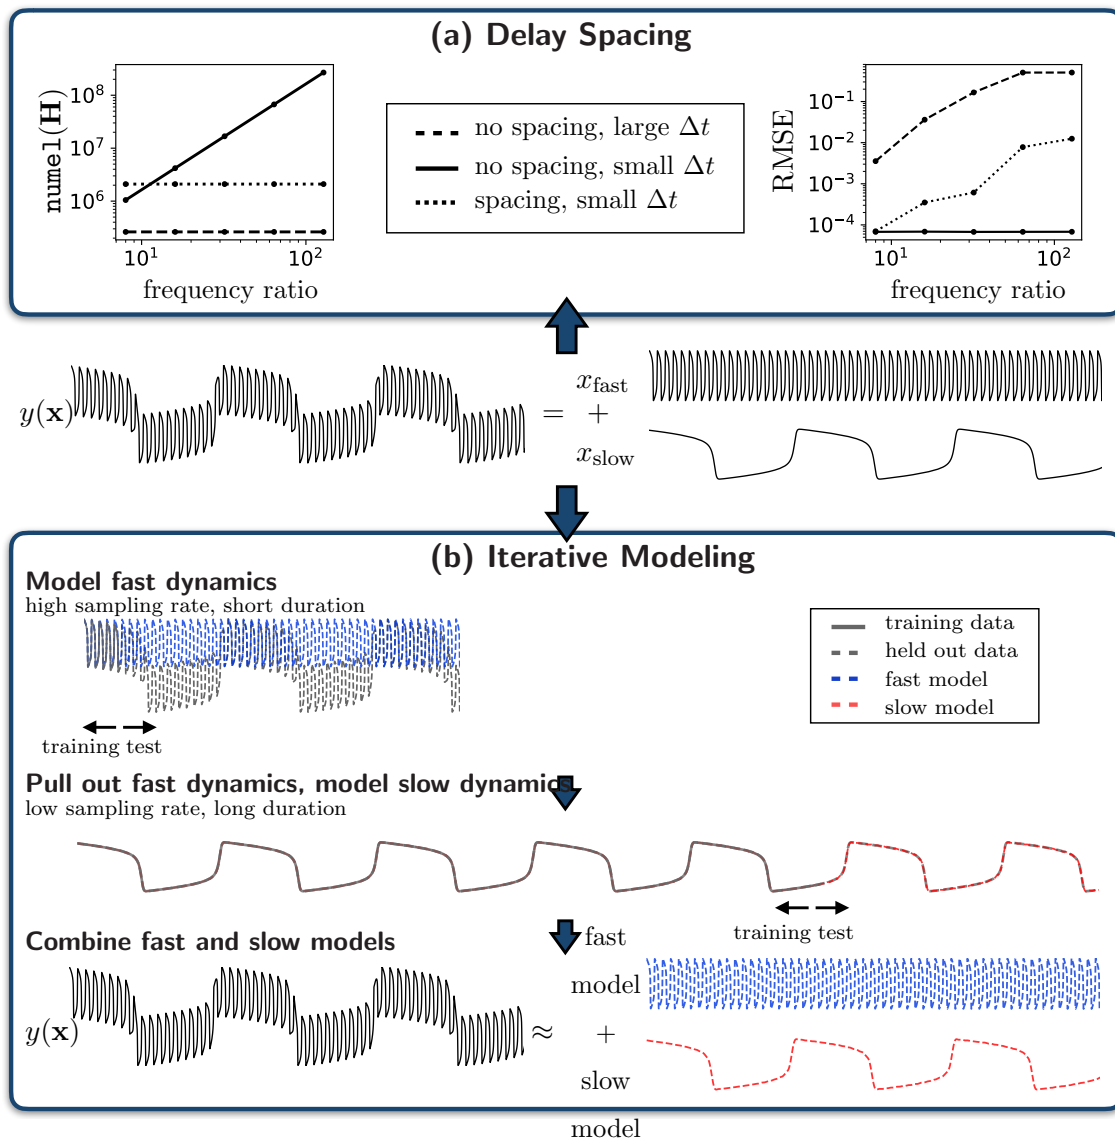 (a) Delay Spacing
numel(H)
10^8
10^7
10^6
10^1 10^2
frequency ratio
no spacing, large Δt
no spacing, small Δt
spacing, small Δt
RMSE
10^−1
10^−2
10^−3
10^−4
10^1 10^2
frequency ratio
y(x) = x_fast + x_slow
(b) Iterative Modeling
Model fast dynamics
high sampling rate, short duration
training test
training data
held out data
fast model
slow model
Pull out fast dynamics, model slow dynamics
low sampling rate, long duration
training test
Combine fast and slow models
y(x) ≈
fast
model
+
slow
model